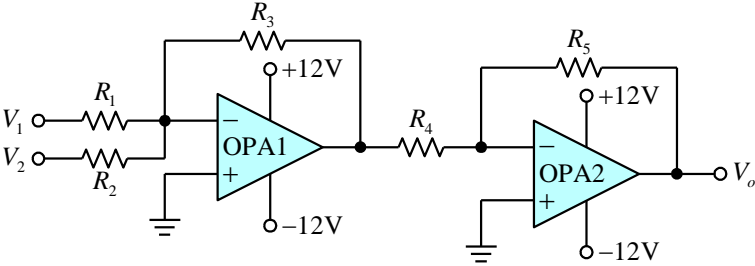 R₃
R₅
+12V
+12V
R₁
R₄
V₁
−
OPA1
−
V₂
OPA2
R₂
+
Vₒ
+
−12V
−12V